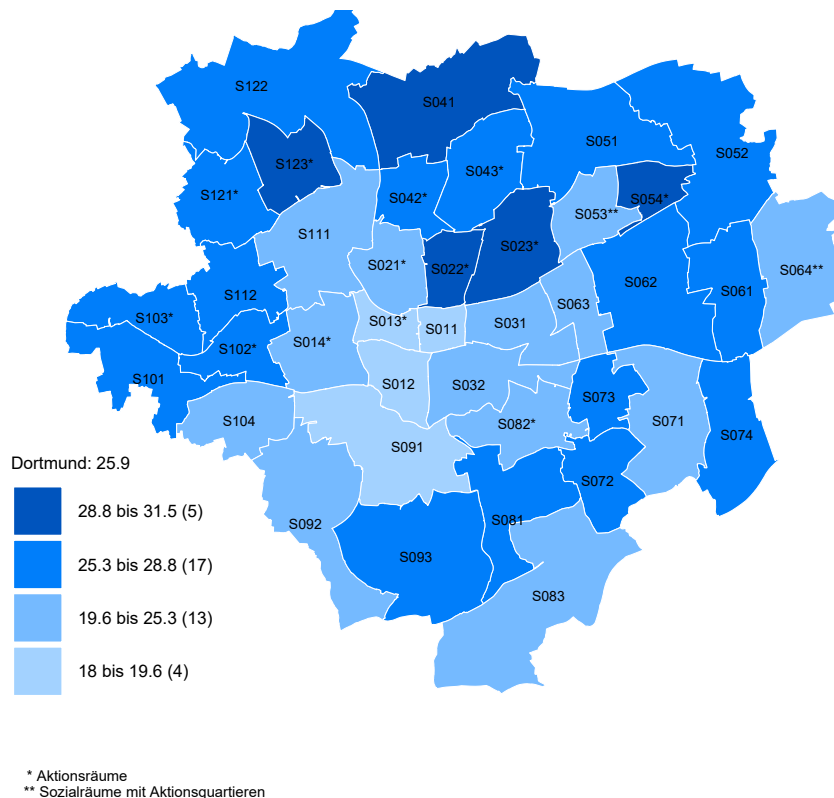 S122
S041
S051
S052
S123*
S043*
S121*
S042*
S054*
S053**
S111
S023*
S021*
S022*
S064**
S062
S061
S112
S063
S103*
S013*
S011
S031
S014*
S102*
S101
S012
S032
S073
S104
S082*
S071
S074
S091
Dortmund: 25.9
S072
28.8 bis 31.5 (5)
S092
S081
S093
25.3 bis 28.8 (17)
S083
19.6 bis 25.3 (13)
18 bis 19.6 (4)
* Aktionsräume
** Sozialräume mit Aktionsquartieren